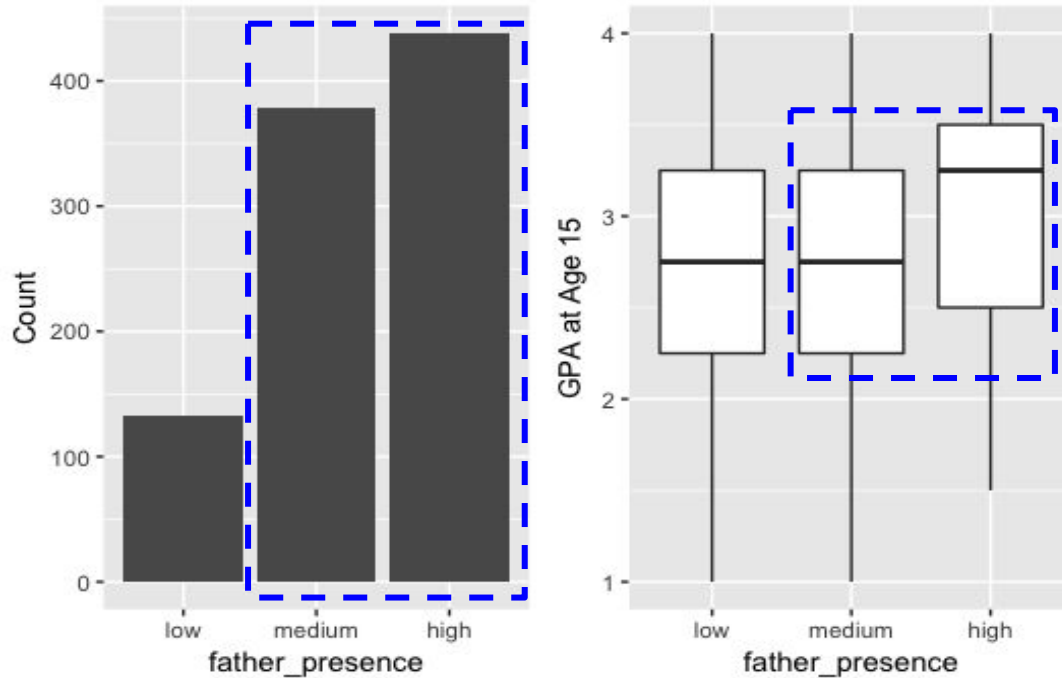 Count
400
300
200
100
0
low medium high
father_presence
GPA at Age 15
4
3
2
1
low medium high
father_presence